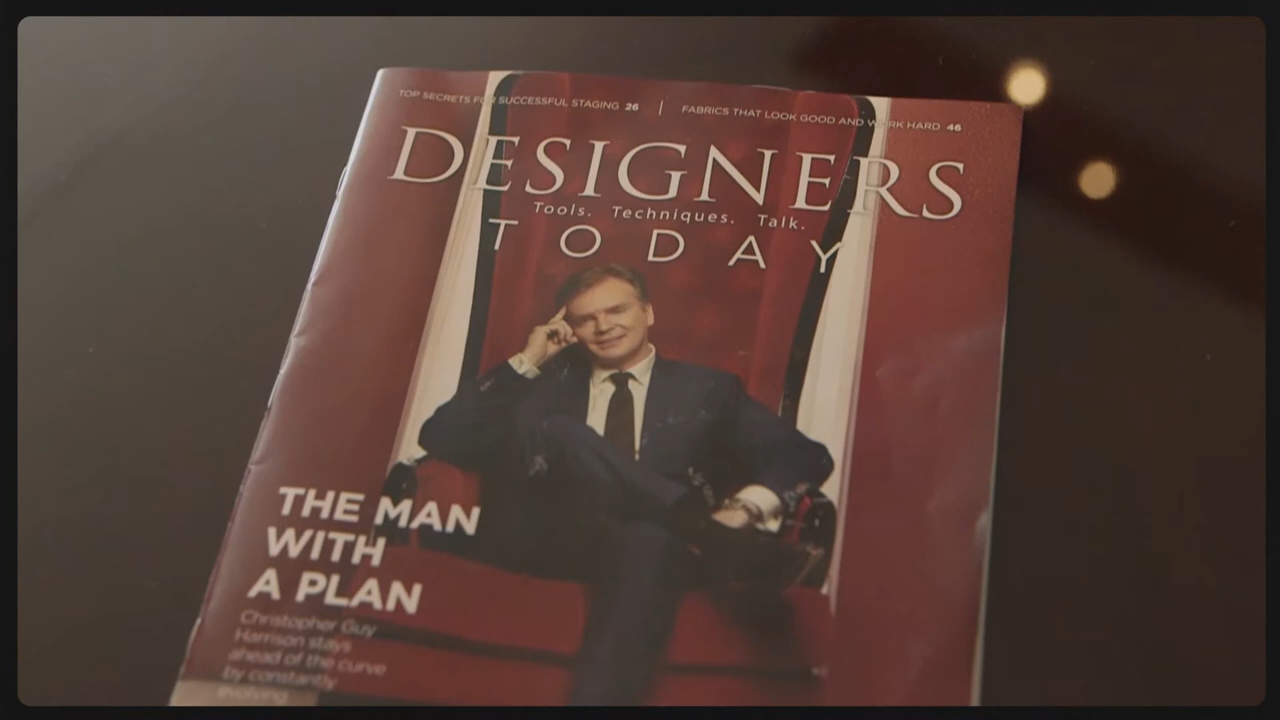 TOP SECRETS FOR SUCCESSFUL STAGING 26 | FABRICS THAT LOOK GOOD AND WORK HARD 46
DESIGNERS
Tools. Techniques. Talk.
TODAY
THE MAN
WITH
A PLAN
Christopher Guy
Harrison stays
ahead of the curve
by constantly
evolving